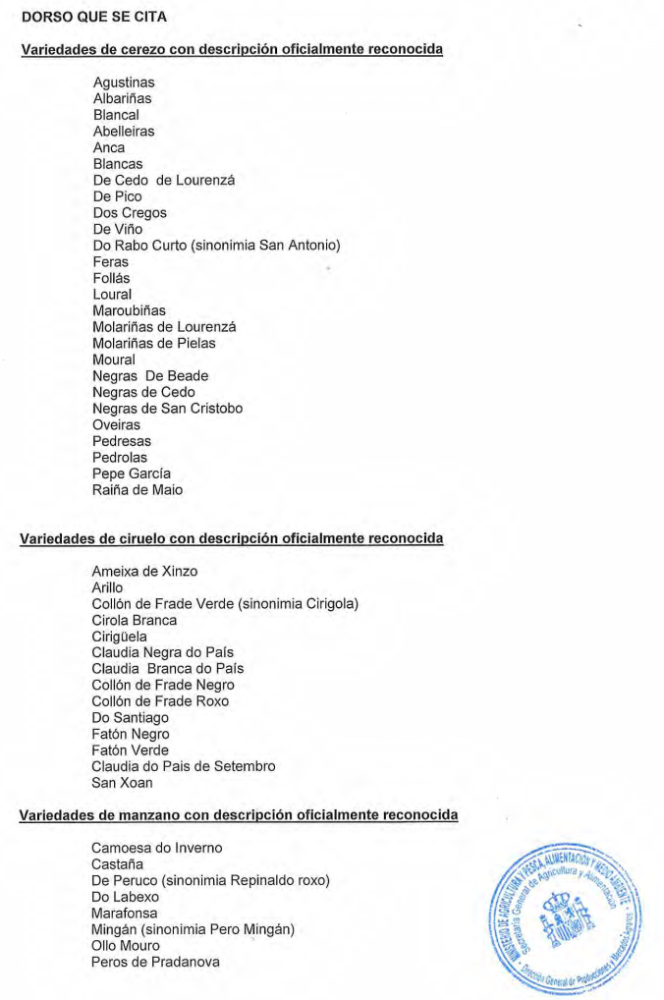 DORSO QUE SE CITA
Variedades de cerezo con descripción oficialmente reconocida
Agustinas
Albariñas
Blancal
Abelleiras
Anca
Blancas
De Cedo de Lourenzá
De Pico
Dos Cregos
De Viño
Do Rabo Curto (sinonimia San Antonio)
Feras
Follás
Loural
Maroubiñas
Molariñas de Lourenzá
Molariñas de Pielas
Moural
Negras De Beade
Negras de Cedo
Negras de San Cristobo
Oveiras
Pedresas
Pedrolas
Pepe García
Raiña de Maio
Variedades de ciruelo con descripción oficialmente reconocida
Ameixa de Xinzo
Arillo
Collón de Frade Verde (sinonimia Cirigola)
Cirola Branca
Cirigüela
Claudia Negra do País
Claudia Branca do País
Collón de Frade Negro
Collón de Frade Roxo
Do Santiago
Fatón Negro
Fatón Verde
Claudia do Pais de Setembro
San Xoan
Variedades de manzano con descripción oficialmente reconocida
Camoesa do Inverno
Castaña
De Peruco (sinonimia Repinaldo roxo)
Do Labexo
Marafonsa
Mingán (sinonimia Pero Mingán)
Ollo Mouro
Peros de Pradanova
MINISTERIO DE AGRICULTURA Y PESCA, ALIMENTACIÓN Y MEDIO AMBIENTE
Secretaría General de Agricultura y Alimentación
Dirección General de Producciones y Mercados Agrarios